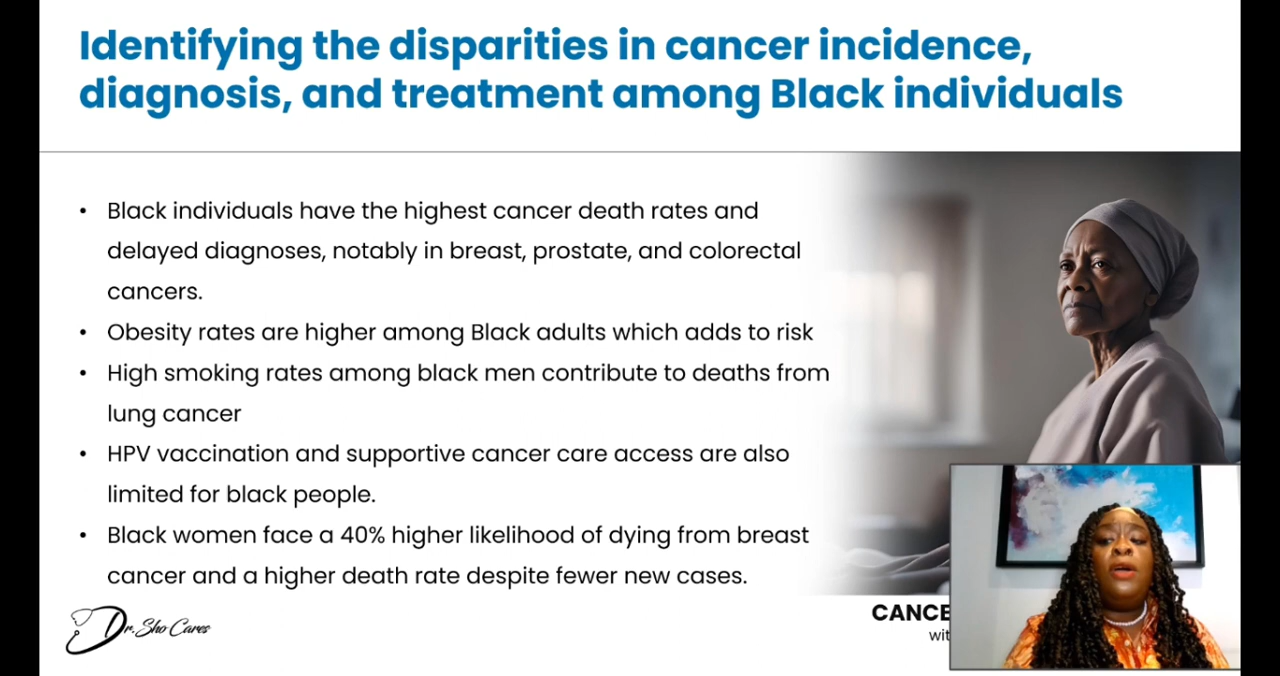 Identifying the disparities in cancer incidence,
diagnosis, and treatment among Black individuals
• Black individuals have the highest cancer death rates and
delayed diagnoses, notably in breast, prostate, and colorectal
cancers.
• Obesity rates are higher among Black adults which adds to risk
• High smoking rates among black men contribute to deaths from
lung cancer
• HPV vaccination and supportive cancer care access are also
limited for black people.
• Black women face a 40% higher likelihood of dying from breast
cancer and a higher death rate despite fewer new cases.
Dr. Sho Cares
CANCE
wit